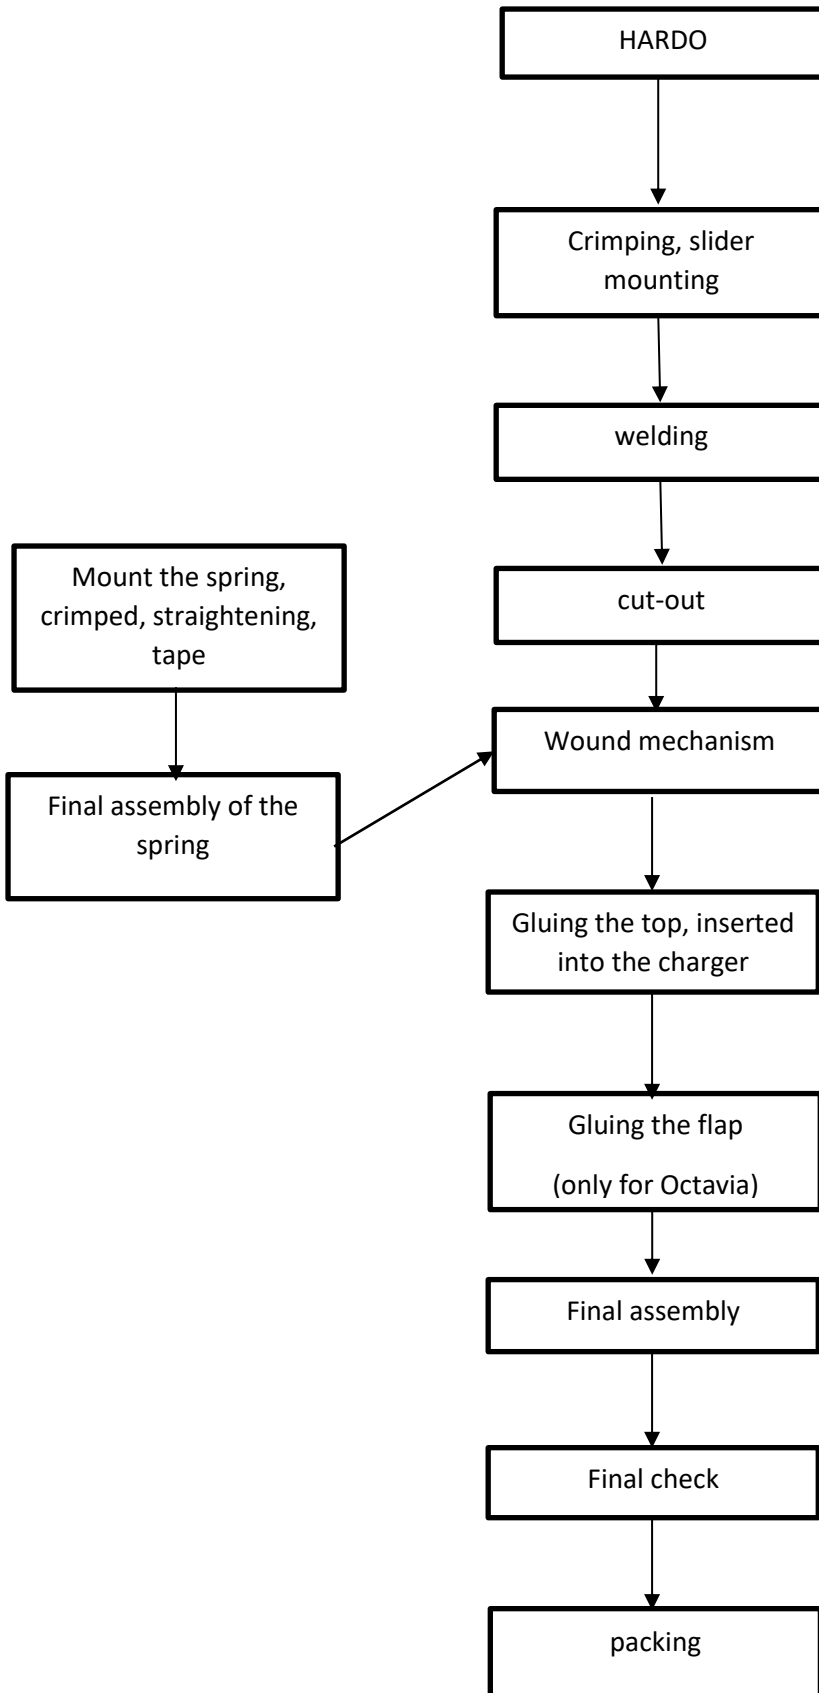 HARDO
Crimping, slider
mounting
welding
Mount the spring,
crimped, straightening,
tape
cut-out
Wound mechanism
Final assembly of the
spring
Gluing the top, inserted
into the charger
Gluing the flap
(only for Octavia)
Final assembly
Final check
packing